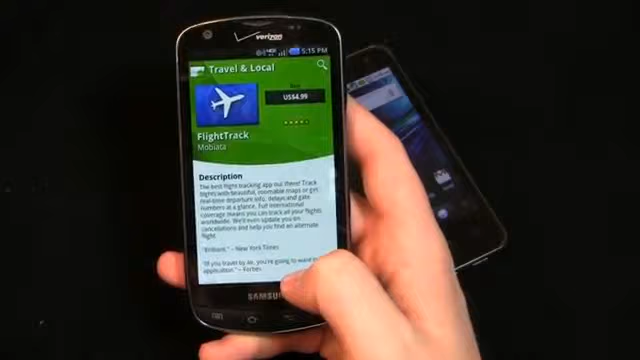 verizon
5:15 PM
Travel & Local
Buy
US$4.99
FlightTrack
Mobiata
Description
The best flight tracking app out there! Track
flights with beautiful, zoomable maps or get
real-time departure info, delays and gate
numbers at a glance. Full international
coverage means you can track all your flights
worldwide. We'll even update you on
cancellations and help you find an alternate
flight.
"Brilliant." – New York Times
"If you travel by air, you're going to want
application." – Forbes
SAMSU